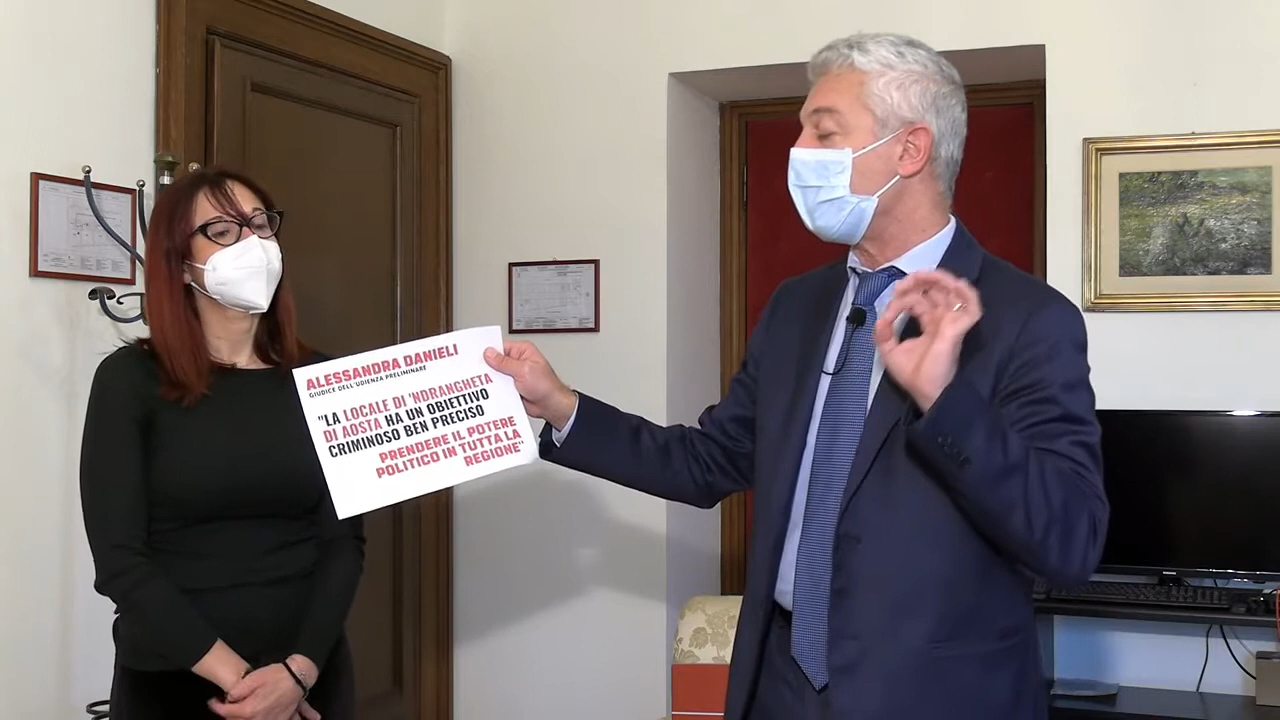 ALESSANDRA DANIELI
GIUDICE DELL'UDIENZA PRELIMINARE
"LA LOCALE DI 'NDRANGHETA
DI AOSTA HA UN OBIETTIVO
CRIMINOSO BEN PRECISO
PRENDERE IL POTERE
POLITICO IN TUTTA LA
REGIONE"